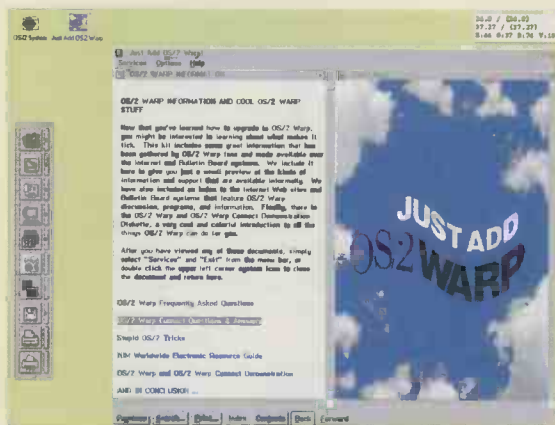 OS/2 System
Just Add OS/2 Warp
Just Add OS/2 Warp!
Services Options Help
OS/2 WARP INFORMATION AND COOL OS/2 WARP
STUFF
Now that you've learned how to upgrade to OS/2 Warp,
you might be interested in learning about what makes it
tick. This kit includes some great information that has
been gathered by OS/2 Warp fans and made available over
the internet and Bulletin Board systems. We include it
here to give you just a small preview of the kinds of
information and support that are available informally. We
have also included an index to the Internet Web sites and
Bulletin Board systems that feature OS/2 Warp
discussion, programs, and information. Finally, there is
the OS/2 Warp and OS/2 Warp Connect Demonstration
Diskette, a very cool and colorful introduction to all the
things OS/2 Warp can do for you.
After you have viewed any of these documents, simply
select "Services" and "Exit" from the menu bar, or
double click the upper left corner system icon to close
the document and return here.
OS/2 Warp Frequently Asked Questions
OS/2 Warp Connect Questions & Answers
Stupid OS/2 Tricks
IBM Worldwide Electronic Resource Guide
OS/2 Warp and OS/2 Warp Connect Demonstration
AND IN CONCLUSION ...
Previous Search... Print... Index Contents Back Forward
JUST ADD
OS/2 WARP